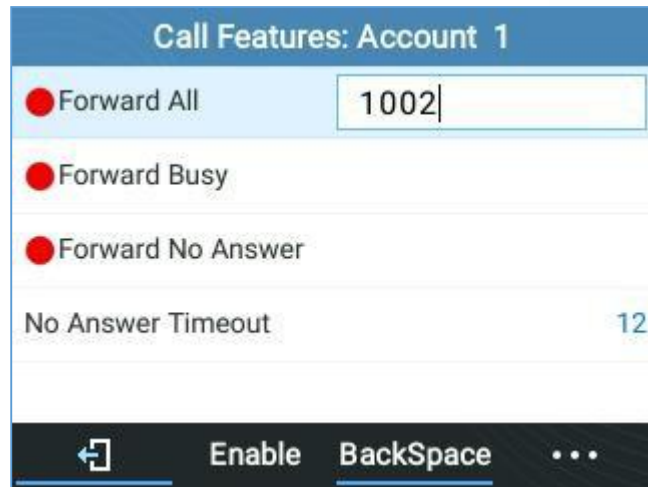 Call Features: Account 1
Forward All 1002
Forward Busy
Forward No Answer
No Answer Timeout 12
Enable BackSpace ...